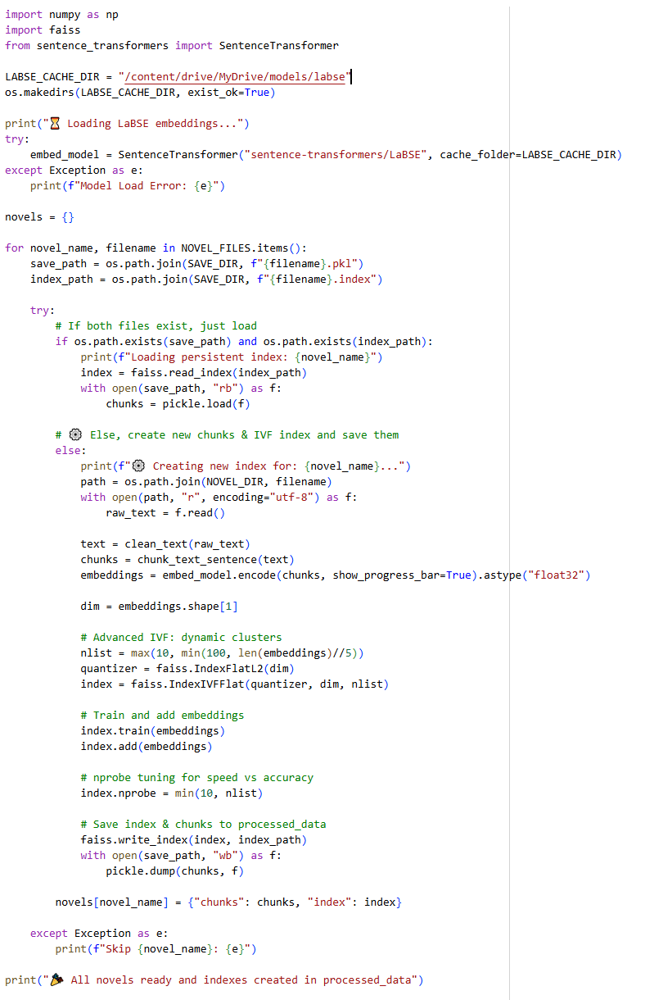 import numpy as np
import faiss
from sentence_transformers import SentenceTransformer
LABSE_CACHE_DIR = "/content/drive/MyDrive/models/labse"
os.makedirs(LABSE_CACHE_DIR, exist_ok=True)
print("⏳ Loading LaBSE embeddings...")
try:
    embed_model = SentenceTransformer("sentence-transformers/LaBSE", cache_folder=LABSE_CACHE_DIR)
except Exception as e:
    print(f"Model Load Error: {e}")
novels = {}
for novel_name, filename in NOVEL_FILES.items():
    save_path = os.path.join(SAVE_DIR, f"{filename}.pkl")
    index_path = os.path.join(SAVE_DIR, f"{filename}.index")
    try:
        # If both files exist, just load
        if os.path.exists(save_path) and os.path.exists(index_path):
            print(f"Loading persistent index: {novel_name}")
            index = faiss.read_index(index_path)
            with open(save_path, "rb") as f:
                chunks = pickle.load(f)
        # ⚙️ Else, create new chunks & IVF index and save them
        else:
            print(f"⚙️ Creating new index for: {novel_name}...")
            path = os.path.join(NOVEL_DIR, filename)
            with open(path, "r", encoding="utf-8") as f:
                raw_text = f.read()
            text = clean_text(raw_text)
            chunks = chunk_text_sentence(text)
            embeddings = embed_model.encode(chunks, show_progress_bar=True).astype("float32")
            dim = embeddings.shape[1]
            # Advanced IVF: dynamic clusters
            nlist = max(10, min(100, len(embeddings)//5))
            quantizer = faiss.IndexFlatL2(dim)
            index = faiss.IndexIVFFlat(quantizer, dim, nlist)
            # Train and add embeddings
            index.train(embeddings)
            index.add(embeddings)
            # nprobe tuning for speed vs accuracy
            index.nprobe = min(10, nlist)
            # Save index & chunks to processed_data
            faiss.write_index(index, index_path)
            with open(save_path, "wb") as f:
                pickle.dump(chunks, f)
        novels[novel_name] = {"chunks": chunks, "index": index}
    except Exception as e:
        print(f"Skip {novel_name}: {e}")
print("🎉 All novels ready and indexes created in processed_data")